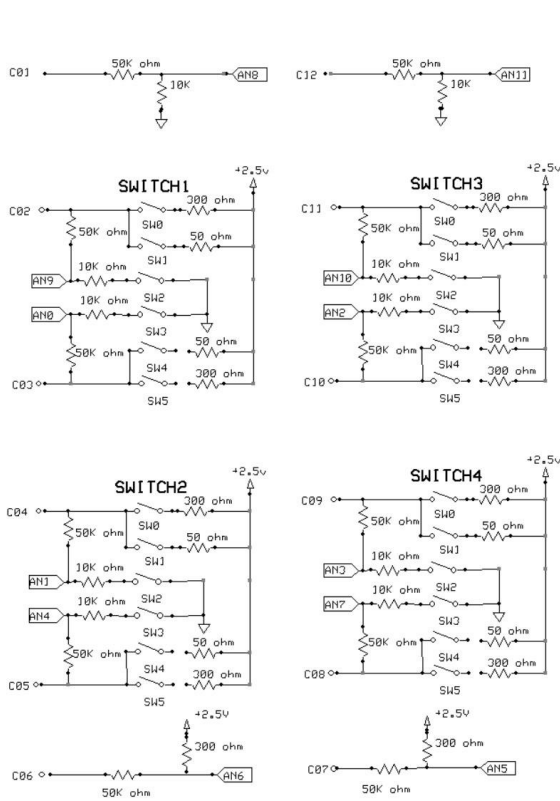 50K ohm
C01
AN8
10K
50K ohm
C12
AN11
10K
SWITCH1
+2.5v
300 ohm
C02
SW0
50K ohm
50 ohm
SW1
10K ohm
AN9
SW2
10K ohm
AN0
SW3
50 ohm
50K ohm
SW4
300 ohm
C03
SW5
SWITCH3
+2.5v
300 ohm
C11
SW0
50K ohm
50 ohm
SW1
10K ohm
AN10
SW2
10K ohm
AN2
SW3
50 ohm
50K ohm
SW4
300 ohm
C10
SW5
SWITCH2
+2.5v
300 ohm
C04
SW0
50K ohm
50 ohm
SW1
10K ohm
AN1
SW2
10K ohm
AN4
SW3
50 ohm
50K ohm
SW4
300 ohm
C05
SW5
SWITCH4
+2.5v
300 ohm
C09
SW0
50K ohm
50 ohm
SW1
10K ohm
AN3
SW2
10K ohm
AN7
SW3
50 ohm
50K ohm
SW4
300 ohm
C08
SW5
+2.5V
300 ohm
C06
AN6
50K ohm
+2.5V
300 ohm
C07
AN5
50K ohm